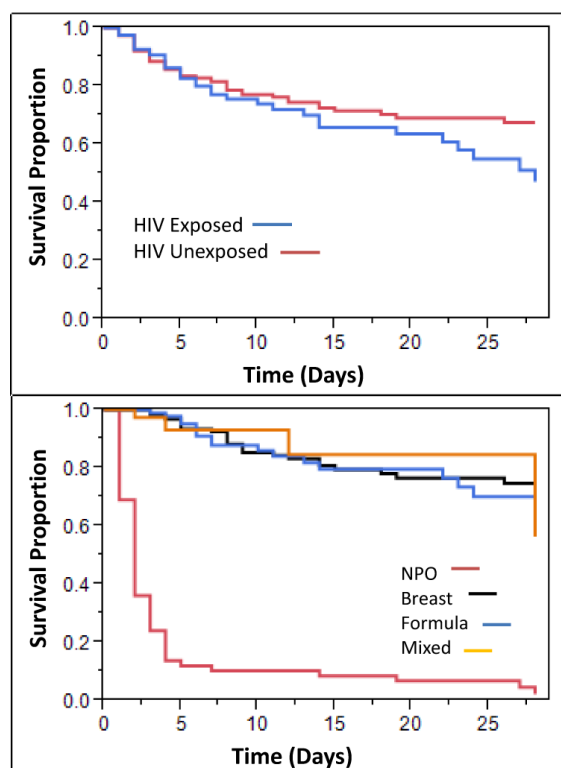 1.0
0.8
0.6
0.4
0.2
0.0
Survival Proportion
HIV Exposed
HIV Unexposed
0 5 10 15 20 25
Time (Days)
1.0
0.8
0.6
0.4
0.2
0.0
Survival Proportion
NPO
Breast
Formula
Mixed
0 5 10 15 20 25
Time (Days)